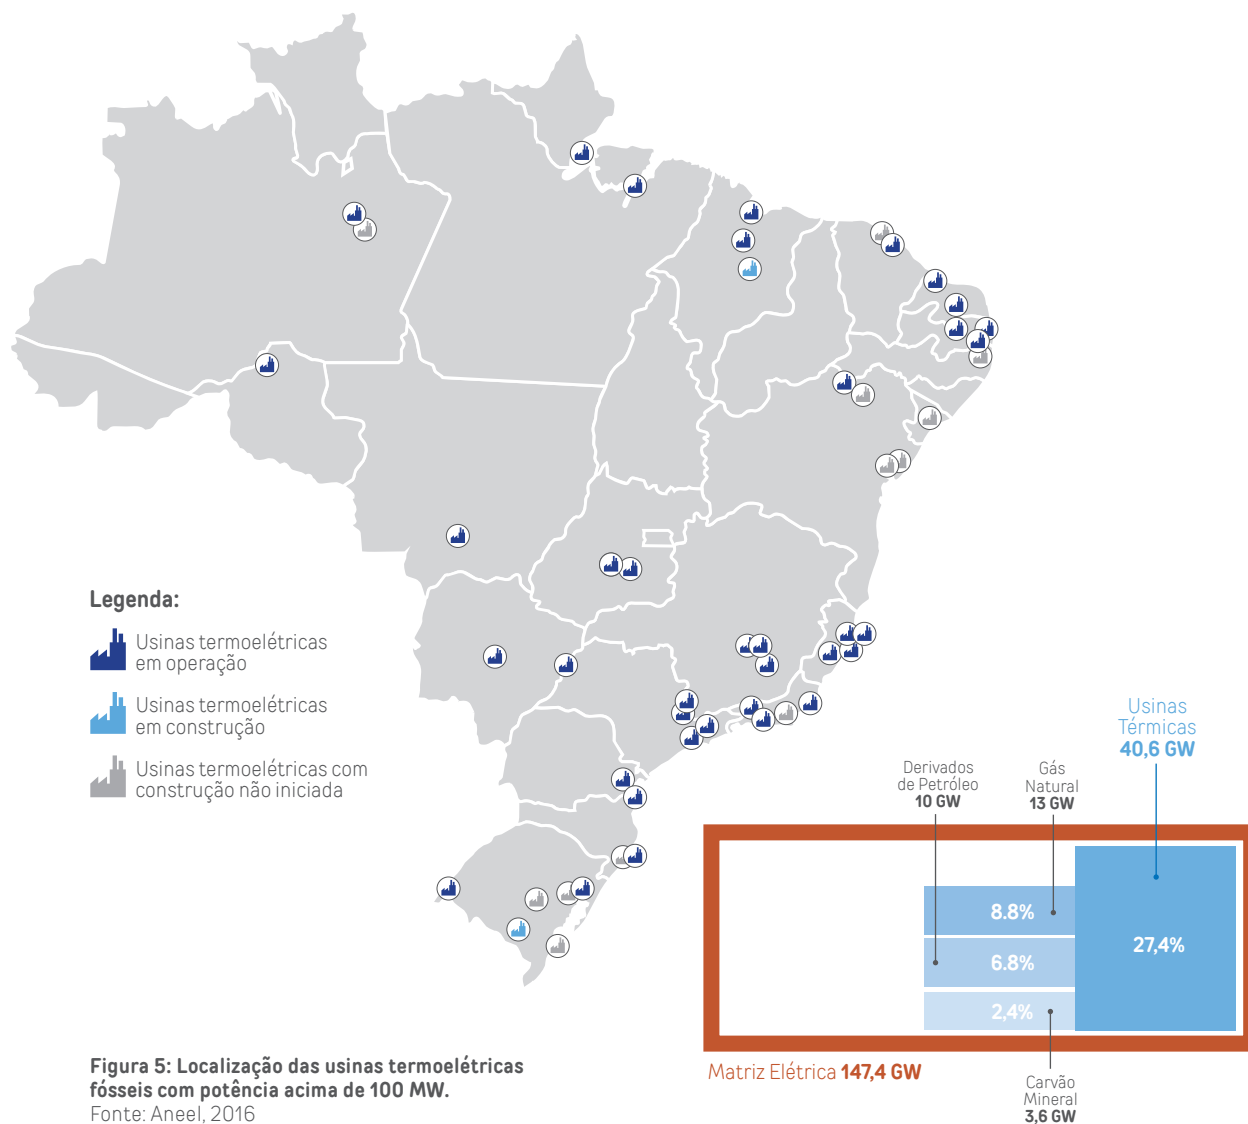 Legenda:
Usinas termoelétricas
em operação
Usinas termoelétricas
em construção
Usinas termoelétricas com
construção não iniciada
Usinas
Térmicas
40,6 GW
Derivados
de Petróleo
10 GW
Gás
Natural
13 GW
8.8%
6.8%
2,4%
27,4%
Matriz Elétrica 147,4 GW
Carvão
Mineral
3,6 GW
Figura 5: Localização das usinas termoelétricas
fósseis com potência acima de 100 MW.
Fonte: Aneel, 2016